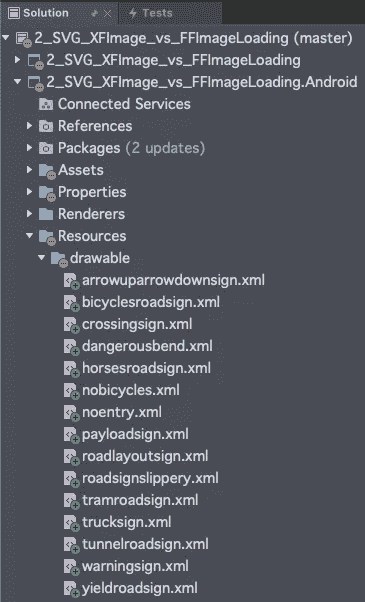 Solution
Tests
2_SVG_XFImage_vs_FFImageLoading (master)
2_SVG_XFImage_vs_FFImageLoading
2_SVG_XFImage_vs_FFImageLoading.Android
Connected Services
References
Packages (2 updates)
Assets
Properties
Renderers
Resources
drawable
arrowuparrowdownsign.xml
bicyclesroadsign.xml
crossingsign.xml
dangerousbend.xml
horsesroadsign.xml
nobicycles.xml
noentry.xml
payloadsign.xml
roadlayoutsign.xml
roadsignslippery.xml
tramroadsign.xml
trucksign.xml
tunnelroadsign.xml
warningsign.xml
yieldroadsign.xml